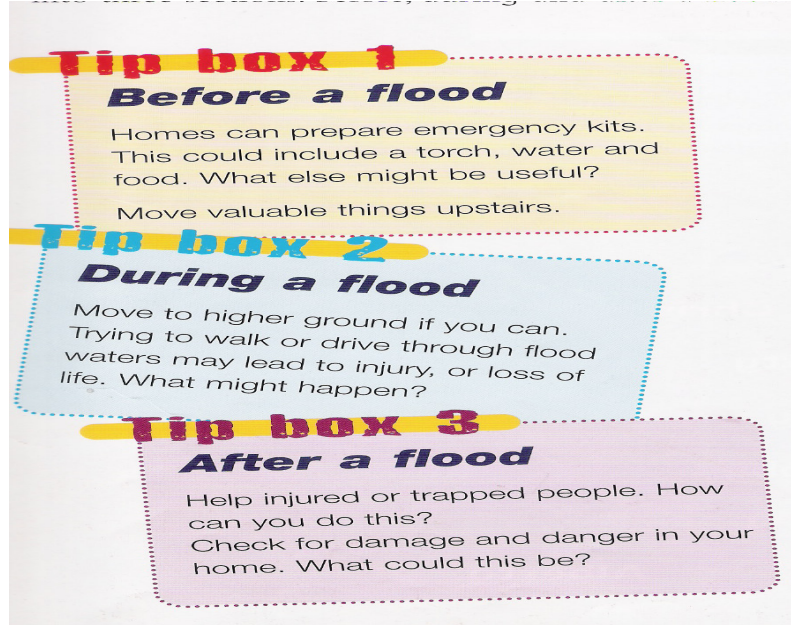 Tip box 1
Before a flood
Homes can prepare emergency kits.
This could include a torch, water and
food. What else might be useful?
Move valuable things upstairs.
Tip box 2
During a flood
Move to higher ground if you can.
Trying to walk or drive through flood
waters may lead to injury, or loss of
life. What might happen?
Tip box 3
After a flood
Help injured or trapped people. How
can you do this?
Check for damage and danger in your
home. What could this be?